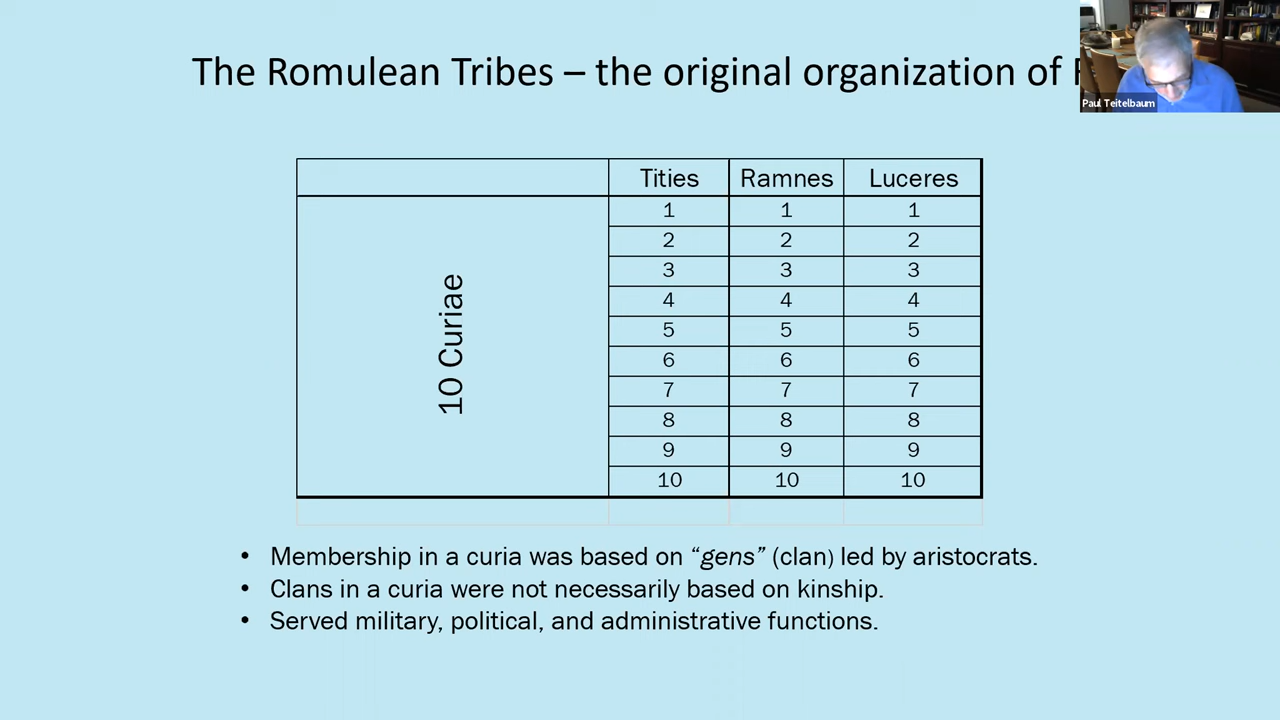 The Romulean Tribes – the original organization of
Paul Teitelbaum
Tities Ramnes Luceres
10 Curiae
1 1 1
2 2 2
3 3 3
4 4 4
5 5 5
6 6 6
7 7 7
8 8 8
9 9 9
10 10 10
• Membership in a curia was based on “gens” (clan) led by aristocrats.
• Clans in a curia were not necessarily based on kinship.
• Served military, political, and administrative functions.